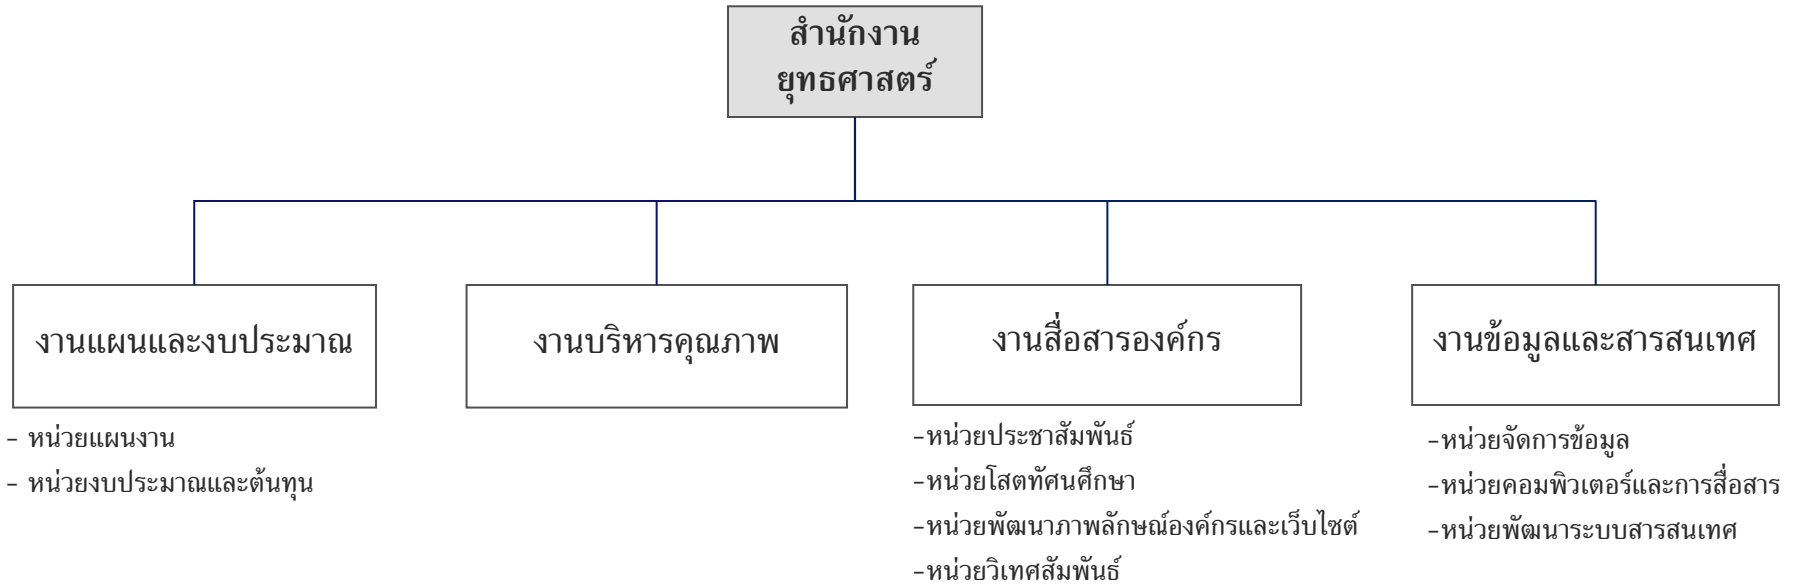 สำนักงาน
ยุทธศาสตร์
งานแผนและงบประมาณ
- หน่วยแผนงาน
- หน่วยงบประมาณและต้นทุน
งานบริหารคุณภาพ
งานสื่อสารองค์กร
-หน่วยประชาสัมพันธ์
-หน่วยโสตทัศนศึกษา
-หน่วยพัฒนาภาพลักษณ์องค์กรและเว็บไซต์
-หน่วยวิเทศสัมพันธ์
งานข้อมูลและสารสนเทศ
-หน่วยจัดการข้อมูล
-หน่วยคอมพิวเตอร์และการสื่อสาร
-หน่วยพัฒนาระบบสารสนเทศ